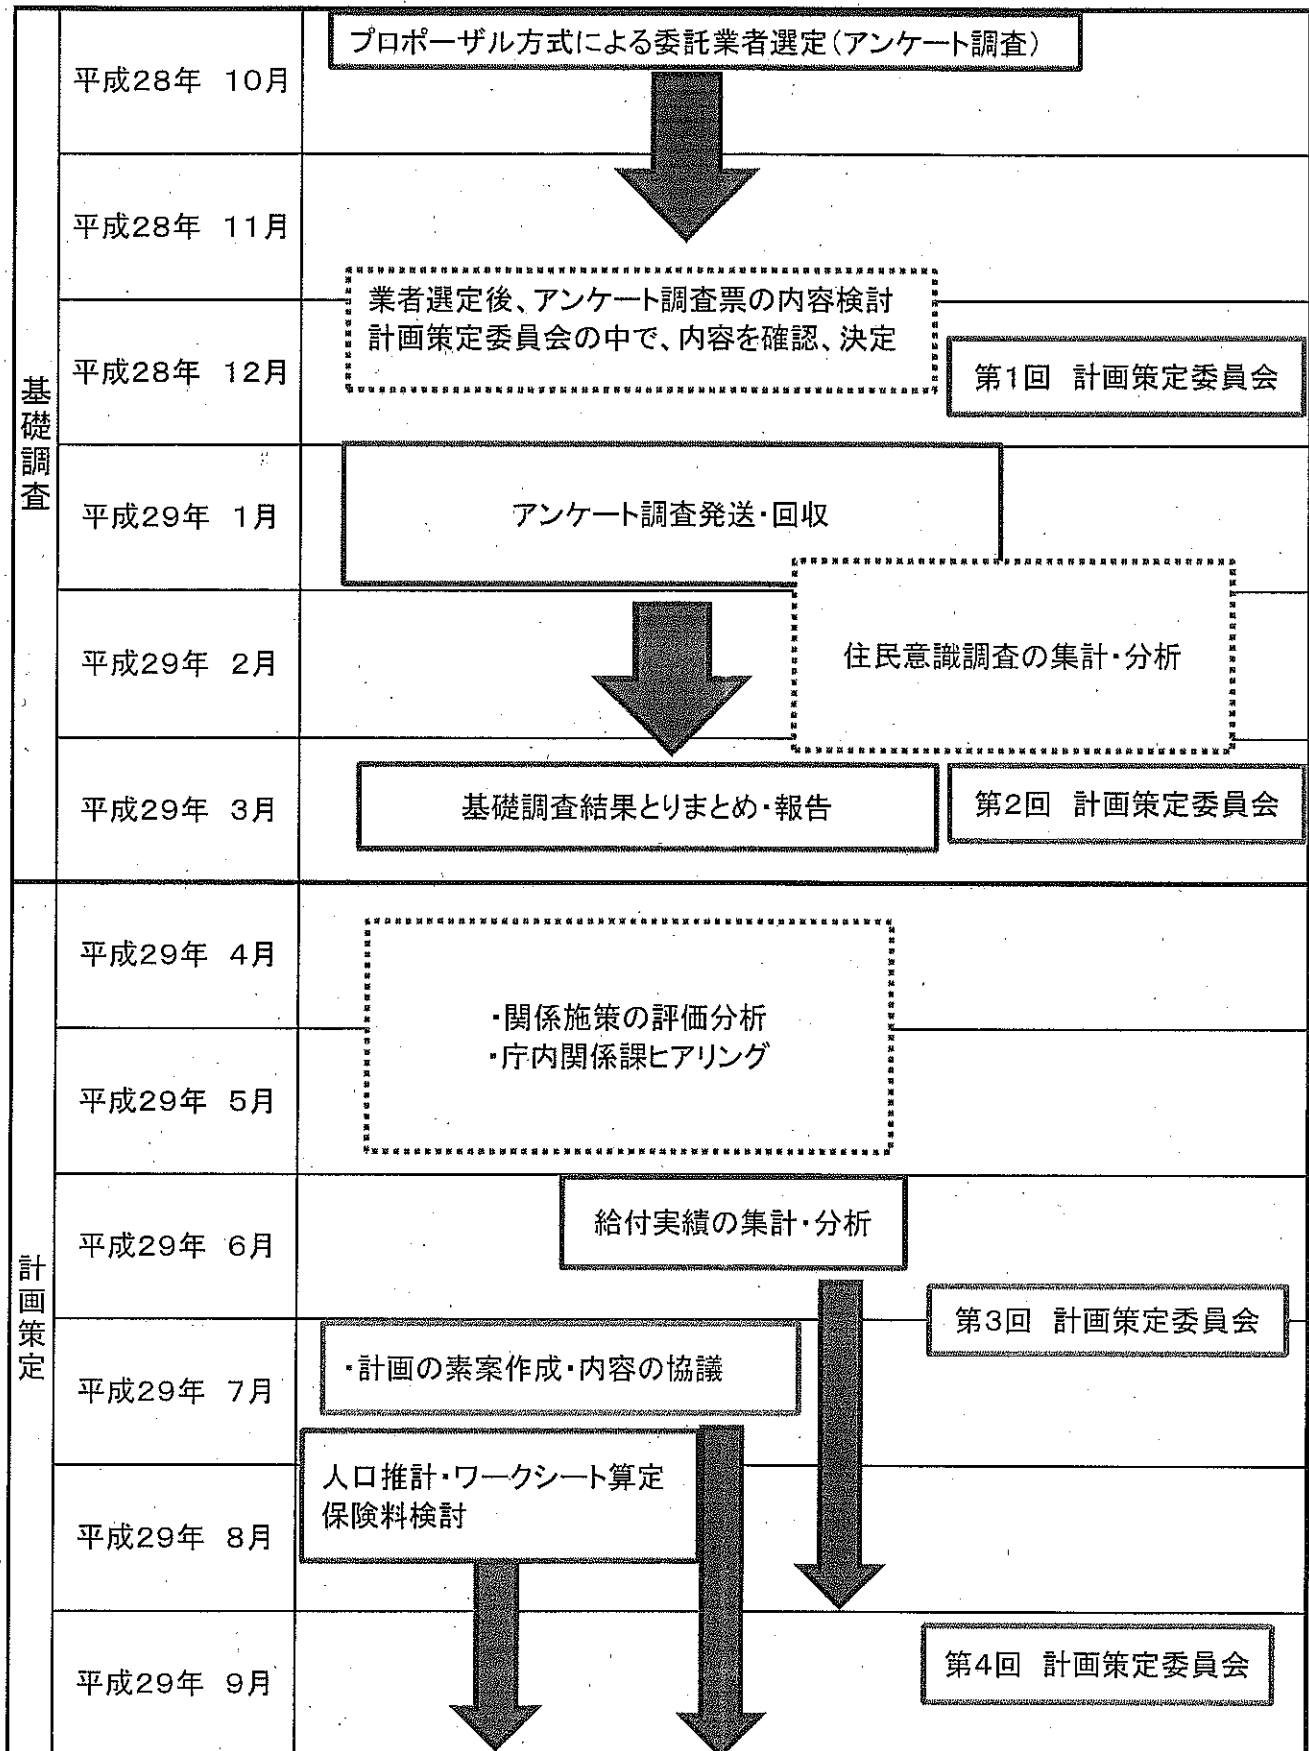 基礎調査
平成28年 10月
プロポーザル方式による委託業者選定(アンケート調査)
平成28年 11月
業者選定後、アンケート調査票の内容検討
計画策定委員会の中で、内容を確認、決定
平成28年 12月
第1回 計画策定委員会
平成29年 1月
アンケート調査発送・回収
平成29年 2月
住民意識調査の集計・分析
平成29年 3月
基礎調査結果とりまとめ・報告
第2回 計画策定委員会
計画策定
平成29年 4月
・関係施策の評価分析
・庁内関係課ヒアリング
平成29年 5月
平成29年 6月
給付実績の集計・分析
第3回 計画策定委員会
平成29年 7月
・計画の素案作成・内容の協議
人口推計・ワークシート算定
保険料検討
平成29年 8月
平成29年 9月
第4回 計画策定委員会